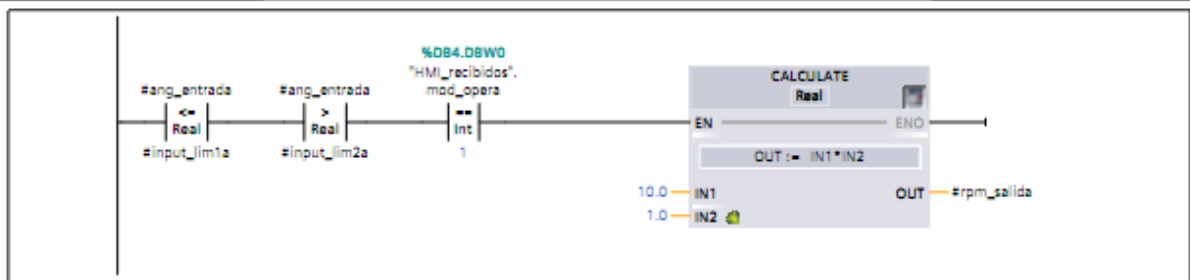 %DB4.DBW0
"HMI_recibidos".
#ang_entrada #ang_entrada mod_opera
<= > ==
Real Real Int
#input_lim1a #input_lim2a 1
CALCULATE
Real
EN ENO
OUT := IN1*IN2
10.0 IN1 OUT #rpm_salida
1.0 IN2